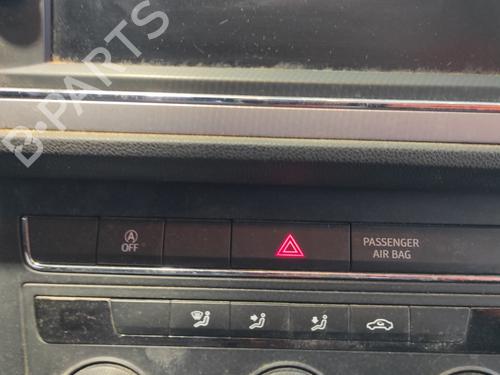 B-PARTS
A
OFF
PASSENGER
AIR BAG